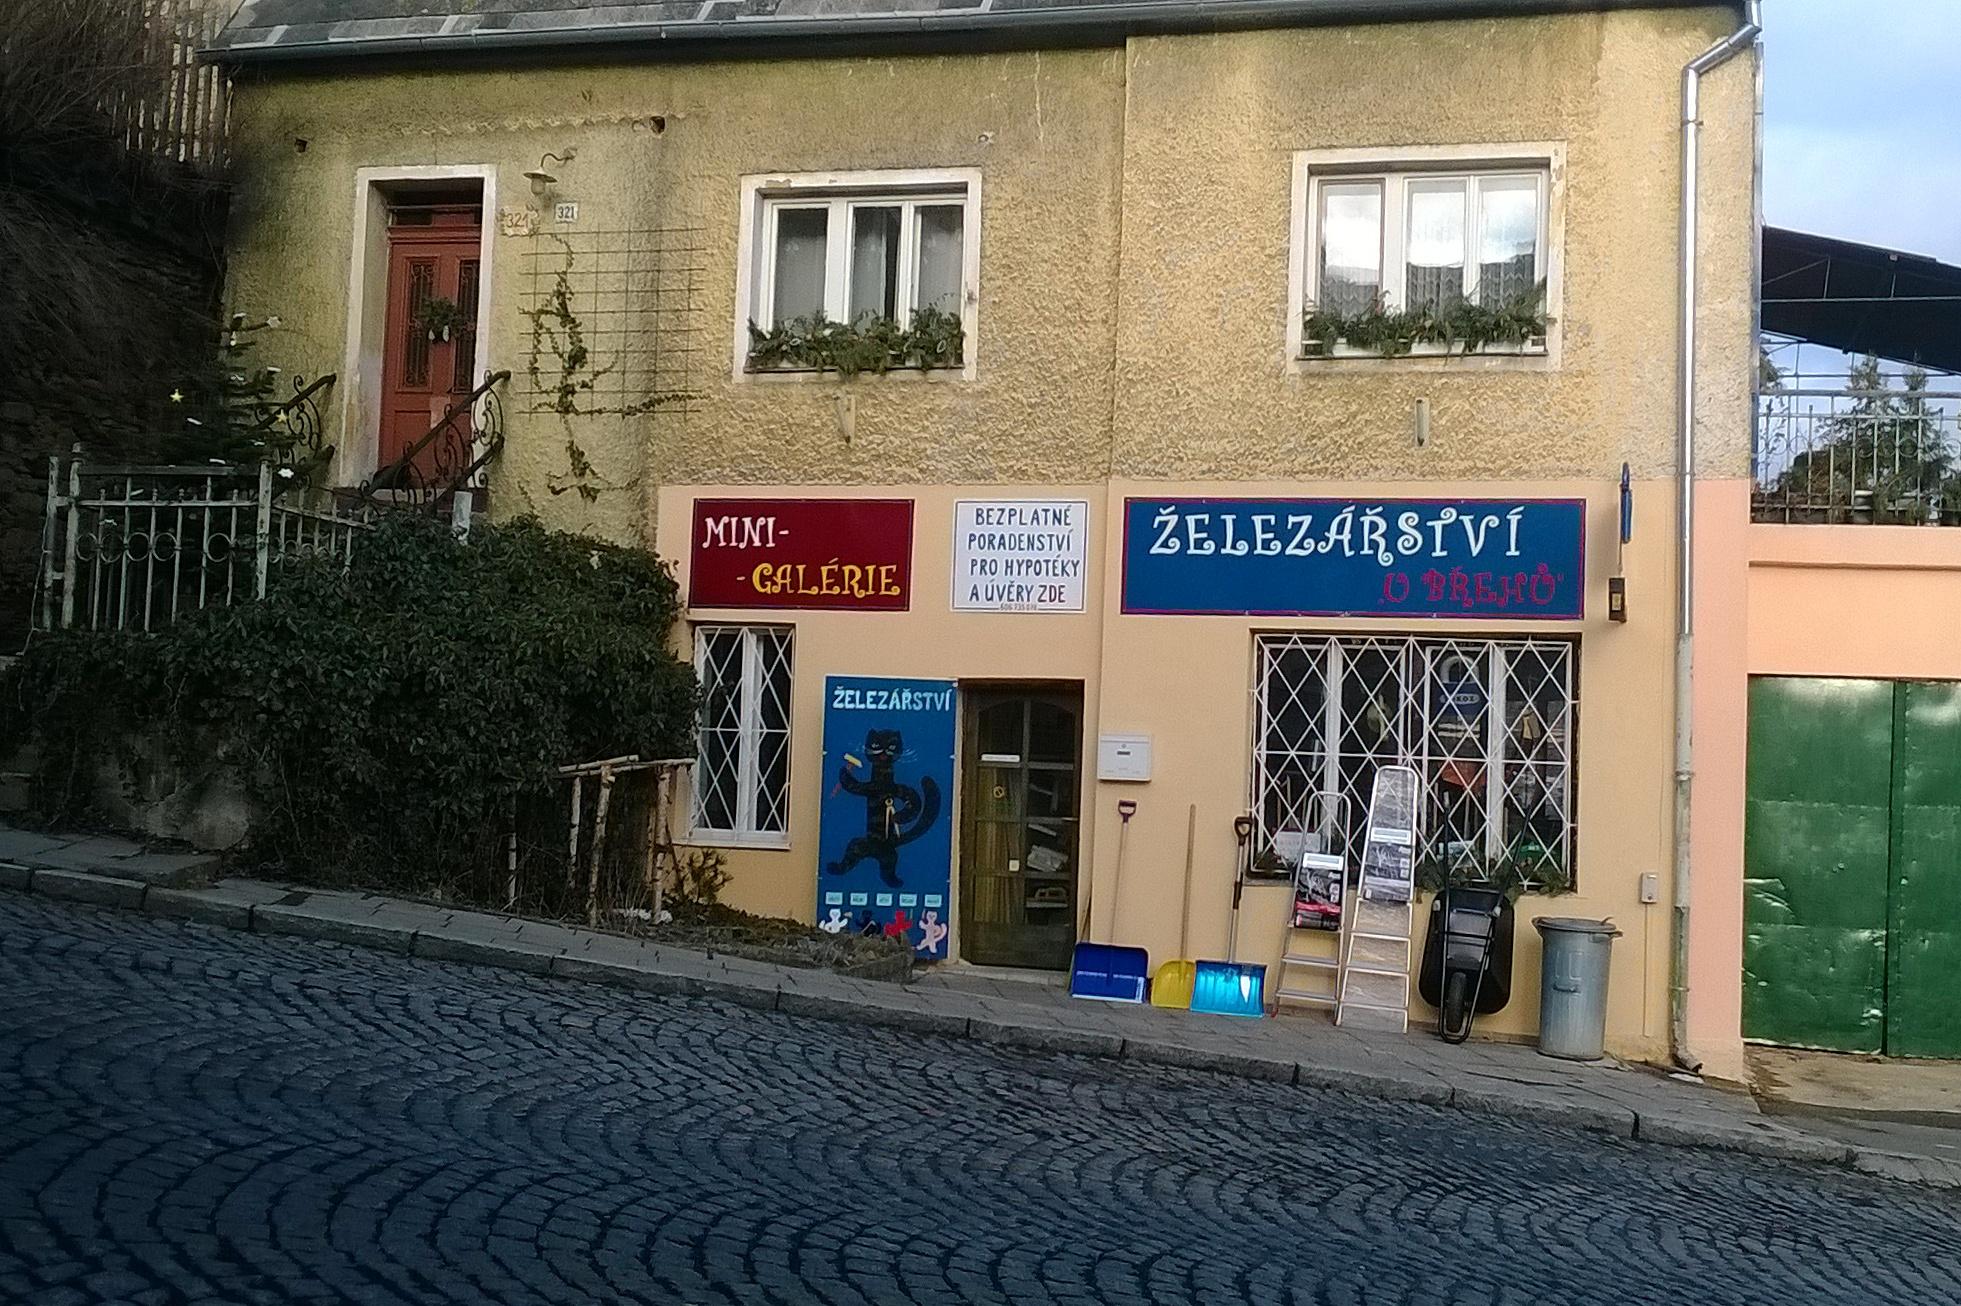 321
321
MINI-
-GALÉRIE
BEZPLATNÉ
PORADENSTVÍ
PRO HYPOTÉKY
A ÚVĚRY ZDE
ŽELEZÁŘSTVÍ
„U BŘEHŮ“
ŽELEZÁŘSTVÍ